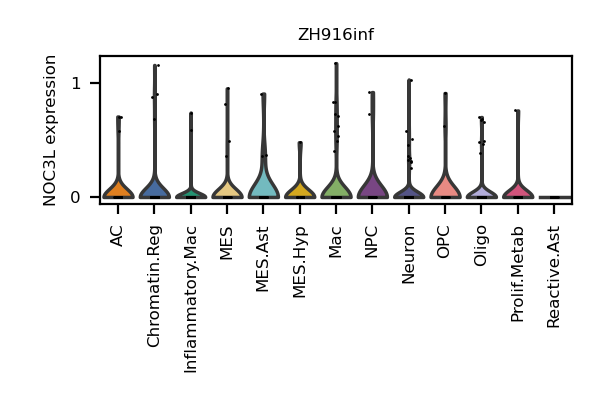 ZH916inf
NOC3L expression
1
0
AC
Chromatin.Reg
Inflammatory.Mac
MES
MES.Ast
MES.Hyp
Mac
NPC
Neuron
OPC
Oligo
Prolif.Metab
Reactive.Ast